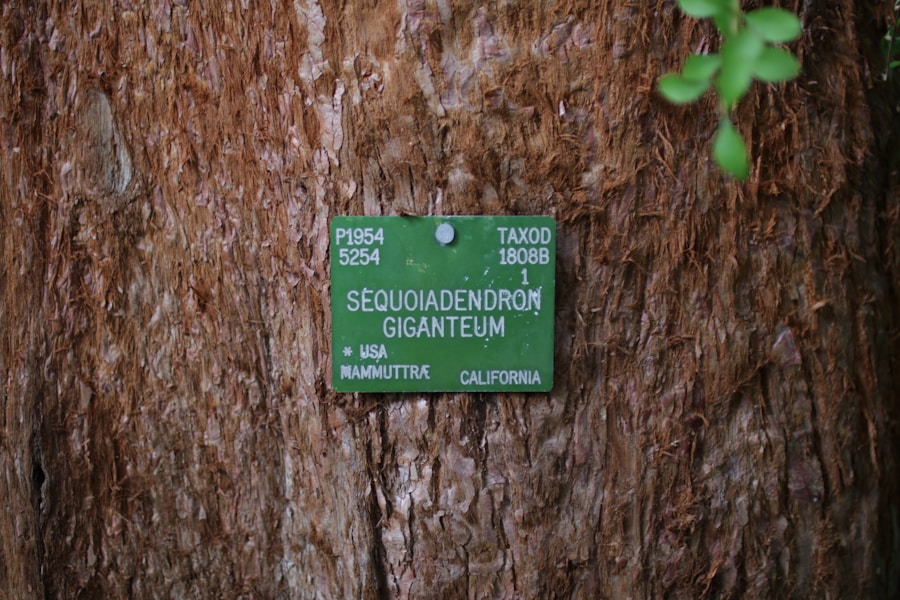 P1954 TAXOD
5254 1808B
1
SEQUOIADENDRON
GIGANTEUM
* USA
MAMMUTTRÆ CALIFORNIA